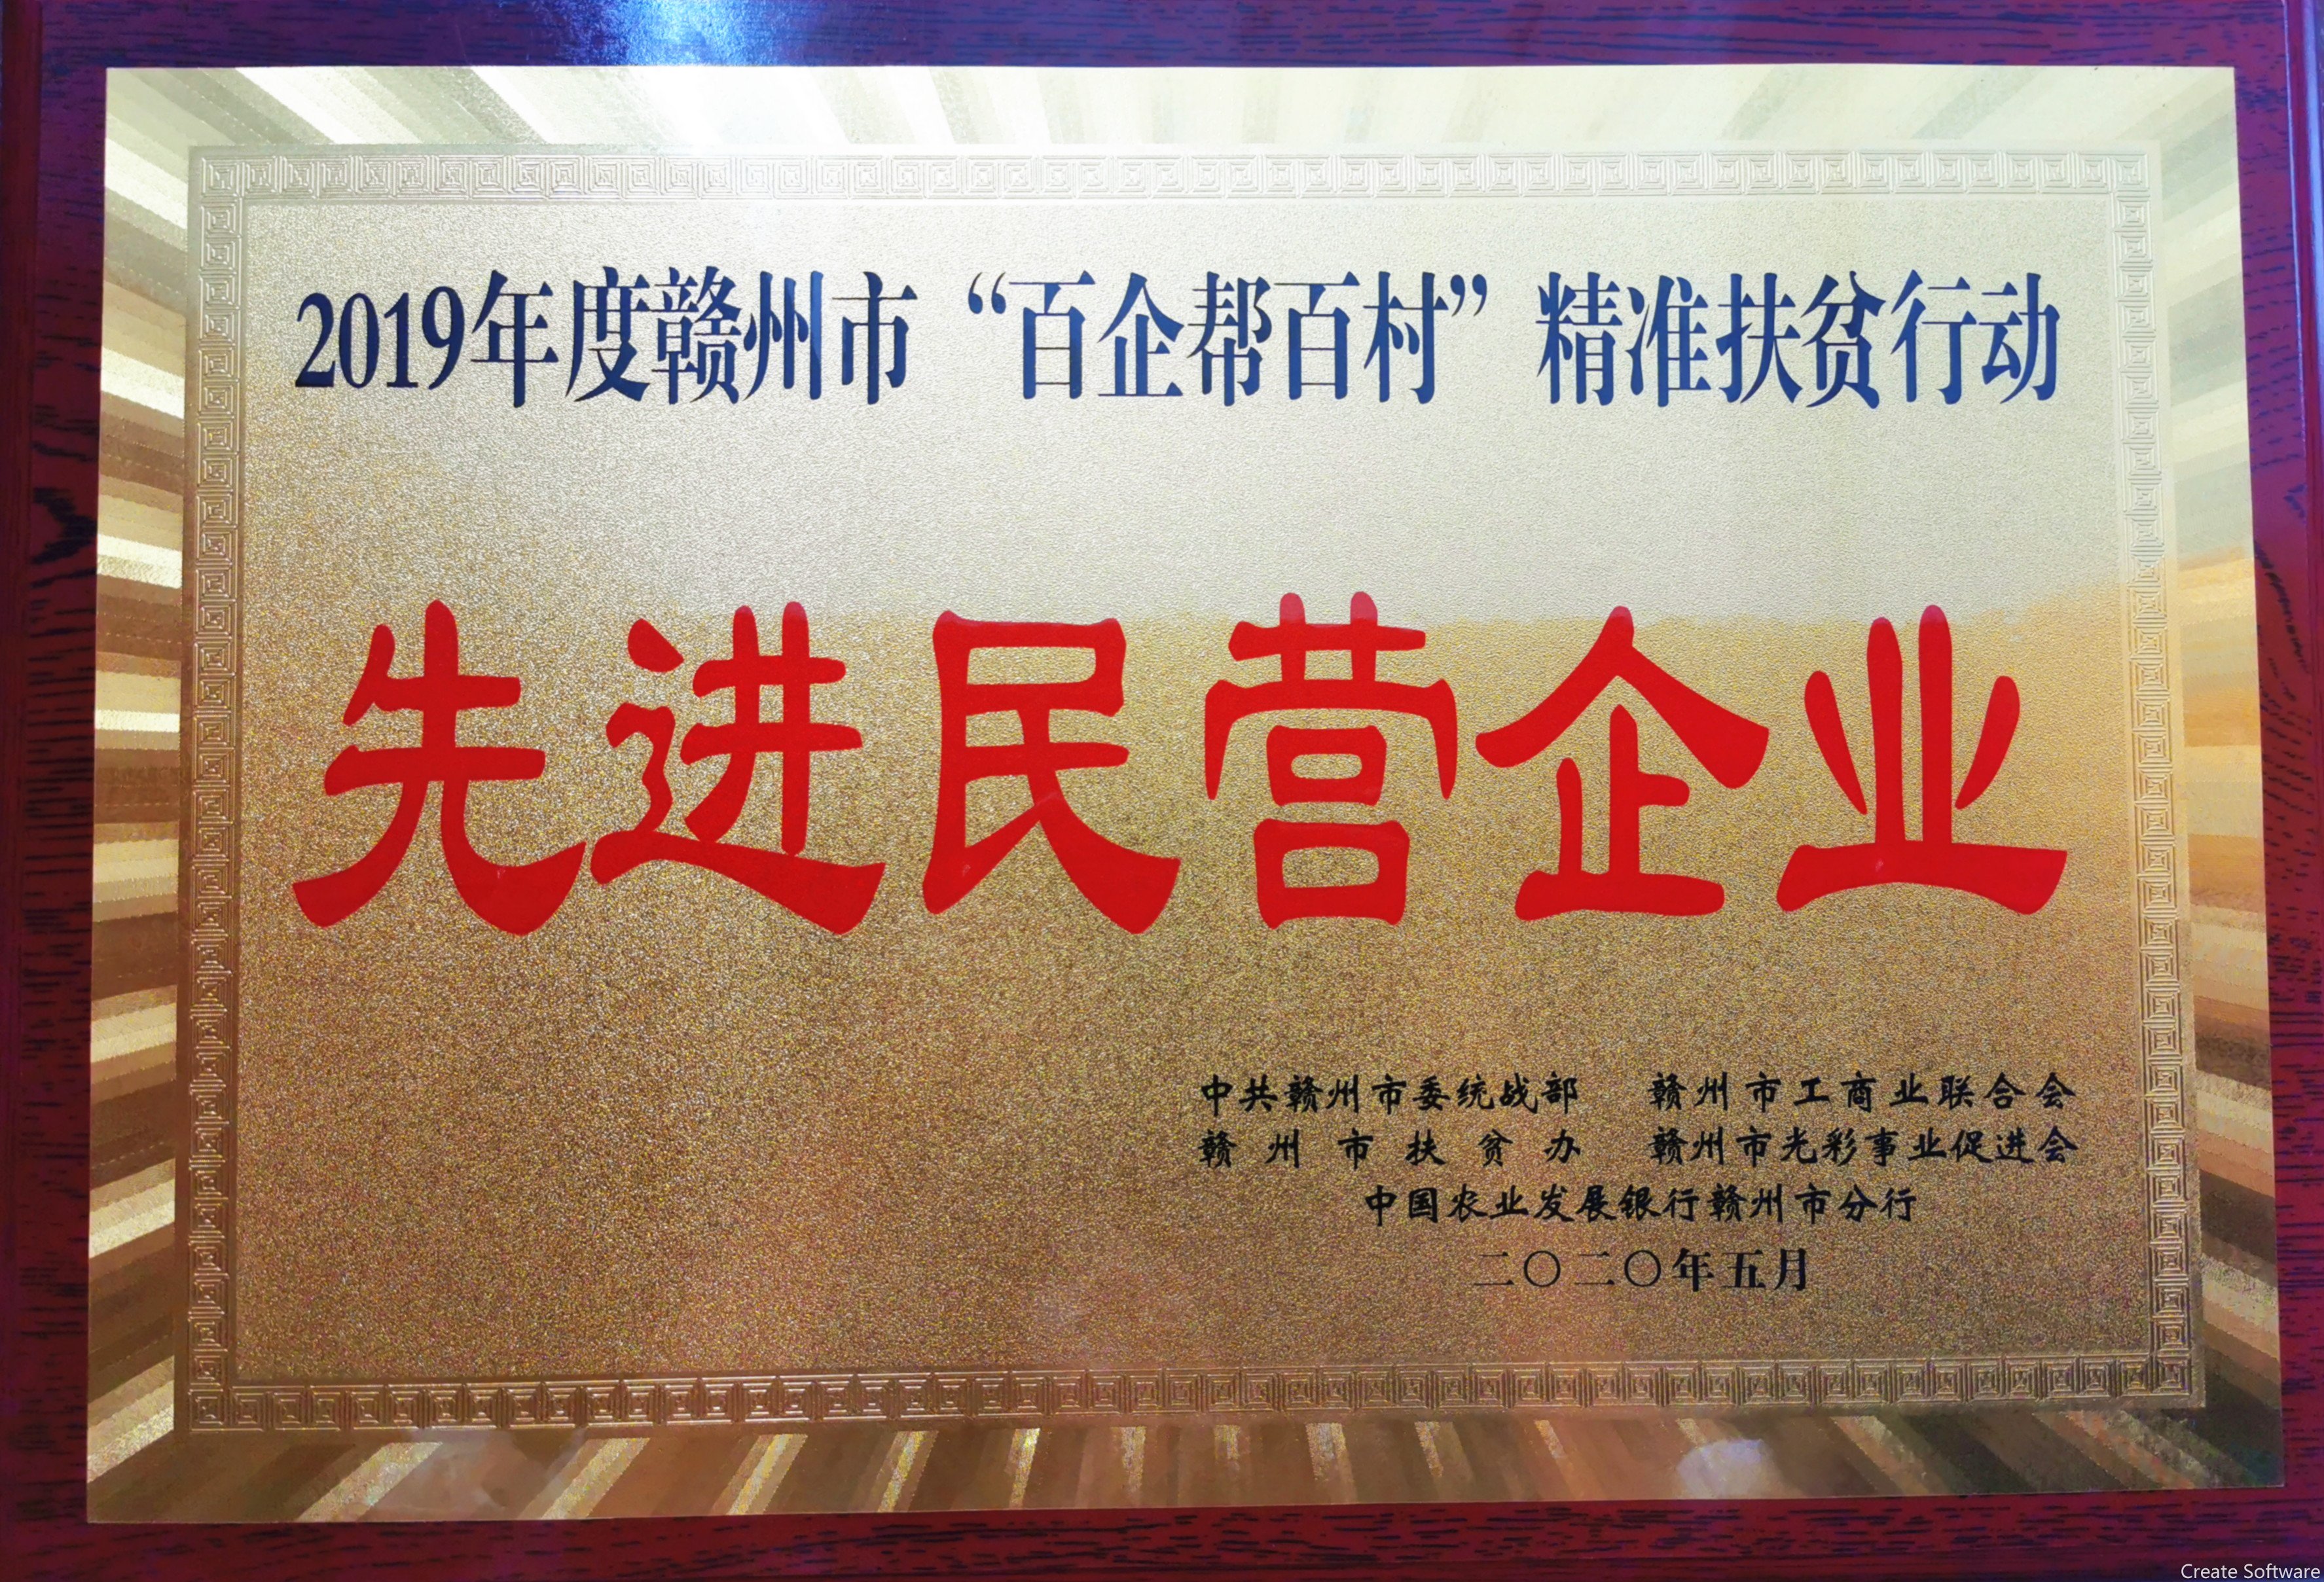 2019年度赣州市“百企帮百村”精准扶贫行动
先进民营企业
中共赣州市委统战部 赣州市工商业联合会
赣州市扶贫办 赣州市光彩事业促进会
中国农业发展银行赣州市分行
二〇二〇年五月
Create Software